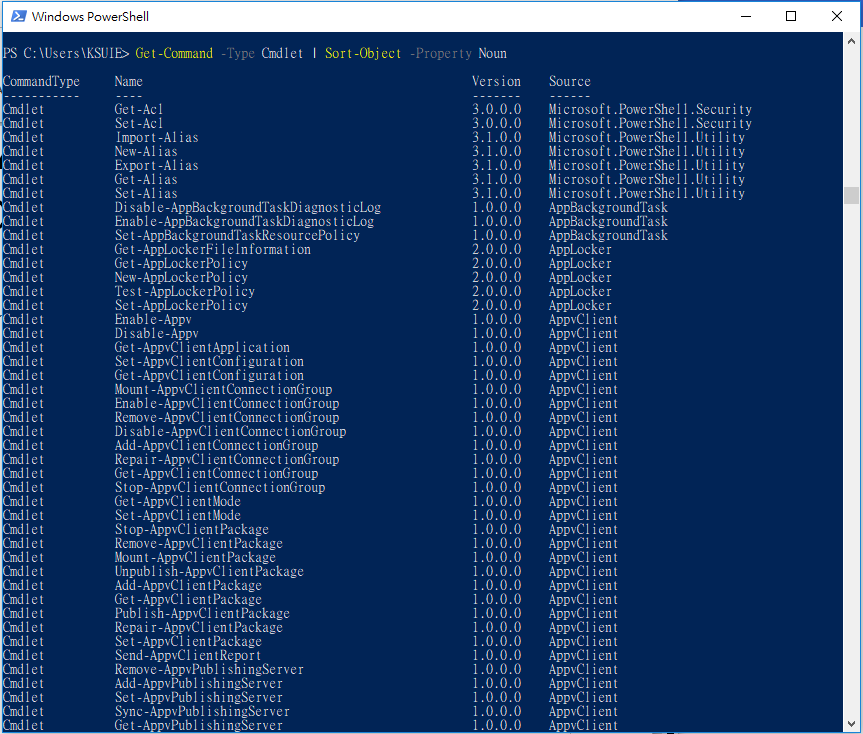 Windows PowerShell
PS C:\Users\KSUIE> Get-Command -Type Cmdlet | Sort-Object -Property Noun
CommandType Name Version Source
----------- ---- ------- ------
Cmdlet Get-Acl 3.0.0.0 Microsoft.PowerShell.Security
Cmdlet Set-Acl 3.0.0.0 Microsoft.PowerShell.Security
Cmdlet Import-Alias 3.1.0.0 Microsoft.PowerShell.Utility
Cmdlet New-Alias 3.1.0.0 Microsoft.PowerShell.Utility
Cmdlet Export-Alias 3.1.0.0 Microsoft.PowerShell.Utility
Cmdlet Get-Alias 3.1.0.0 Microsoft.PowerShell.Utility
Cmdlet Set-Alias 3.1.0.0 Microsoft.PowerShell.Utility
Cmdlet Disable-AppBackgroundTaskDiagnosticLog 1.0.0.0 AppBackgroundTask
Cmdlet Enable-AppBackgroundTaskDiagnosticLog 1.0.0.0 AppBackgroundTask
Cmdlet Set-AppBackgroundTaskResourcePolicy 1.0.0.0 AppBackgroundTask
Cmdlet Get-AppLockerFileInformation 2.0.0.0 AppLocker
Cmdlet Get-AppLockerPolicy 2.0.0.0 AppLocker
Cmdlet New-AppLockerPolicy 2.0.0.0 AppLocker
Cmdlet Test-AppLockerPolicy 2.0.0.0 AppLocker
Cmdlet Set-AppLockerPolicy 2.0.0.0 AppLocker
Cmdlet Enable-Appv 1.0.0.0 AppvClient
Cmdlet Disable-Appv 1.0.0.0 AppvClient
Cmdlet Get-AppvClientApplication 1.0.0.0 AppvClient
Cmdlet Set-AppvClientConfiguration 1.0.0.0 AppvClient
Cmdlet Get-AppvClientConfiguration 1.0.0.0 AppvClient
Cmdlet Mount-AppvClientConnectionGroup 1.0.0.0 AppvClient
Cmdlet Enable-AppvClientConnectionGroup 1.0.0.0 AppvClient
Cmdlet Remove-AppvClientConnectionGroup 1.0.0.0 AppvClient
Cmdlet Disable-AppvClientConnectionGroup 1.0.0.0 AppvClient
Cmdlet Add-AppvClientConnectionGroup 1.0.0.0 AppvClient
Cmdlet Repair-AppvClientConnectionGroup 1.0.0.0 AppvClient
Cmdlet Get-AppvClientConnectionGroup 1.0.0.0 AppvClient
Cmdlet Stop-AppvClientConnectionGroup 1.0.0.0 AppvClient
Cmdlet Get-AppvClientMode 1.0.0.0 AppvClient
Cmdlet Set-AppvClientMode 1.0.0.0 AppvClient
Cmdlet Stop-AppvClientPackage 1.0.0.0 AppvClient
Cmdlet Remove-AppvClientPackage 1.0.0.0 AppvClient
Cmdlet Mount-AppvClientPackage 1.0.0.0 AppvClient
Cmdlet Unpublish-AppvClientPackage 1.0.0.0 AppvClient
Cmdlet Add-AppvClientPackage 1.0.0.0 AppvClient
Cmdlet Get-AppvClientPackage 1.0.0.0 AppvClient
Cmdlet Publish-AppvClientPackage 1.0.0.0 AppvClient
Cmdlet Repair-AppvClientPackage 1.0.0.0 AppvClient
Cmdlet Set-AppvClientPackage 1.0.0.0 AppvClient
Cmdlet Send-AppvClientReport 1.0.0.0 AppvClient
Cmdlet Remove-AppvPublishingServer 1.0.0.0 AppvClient
Cmdlet Add-AppvPublishingServer 1.0.0.0 AppvClient
Cmdlet Set-AppvPublishingServer 1.0.0.0 AppvClient
Cmdlet Sync-AppvPublishingServer 1.0.0.0 AppvClient
Cmdlet Get-AppvPublishingServer 1.0.0.0 AppvClient